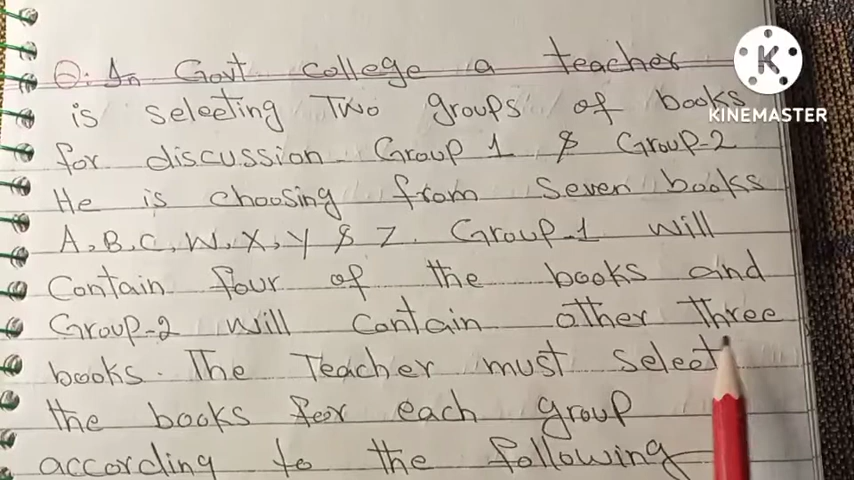 Q: In Govt college a teacher
is selecting Two groups of books
for discussion Group 1 & Group-2
He is choosing from seven books
A, B, C, W, X, Y & Z. Group-1 will
Contain four of the books and
Group-2 will contain other three
books. The Teacher must select
the books for each group
according to the following
K
KINEMASTER